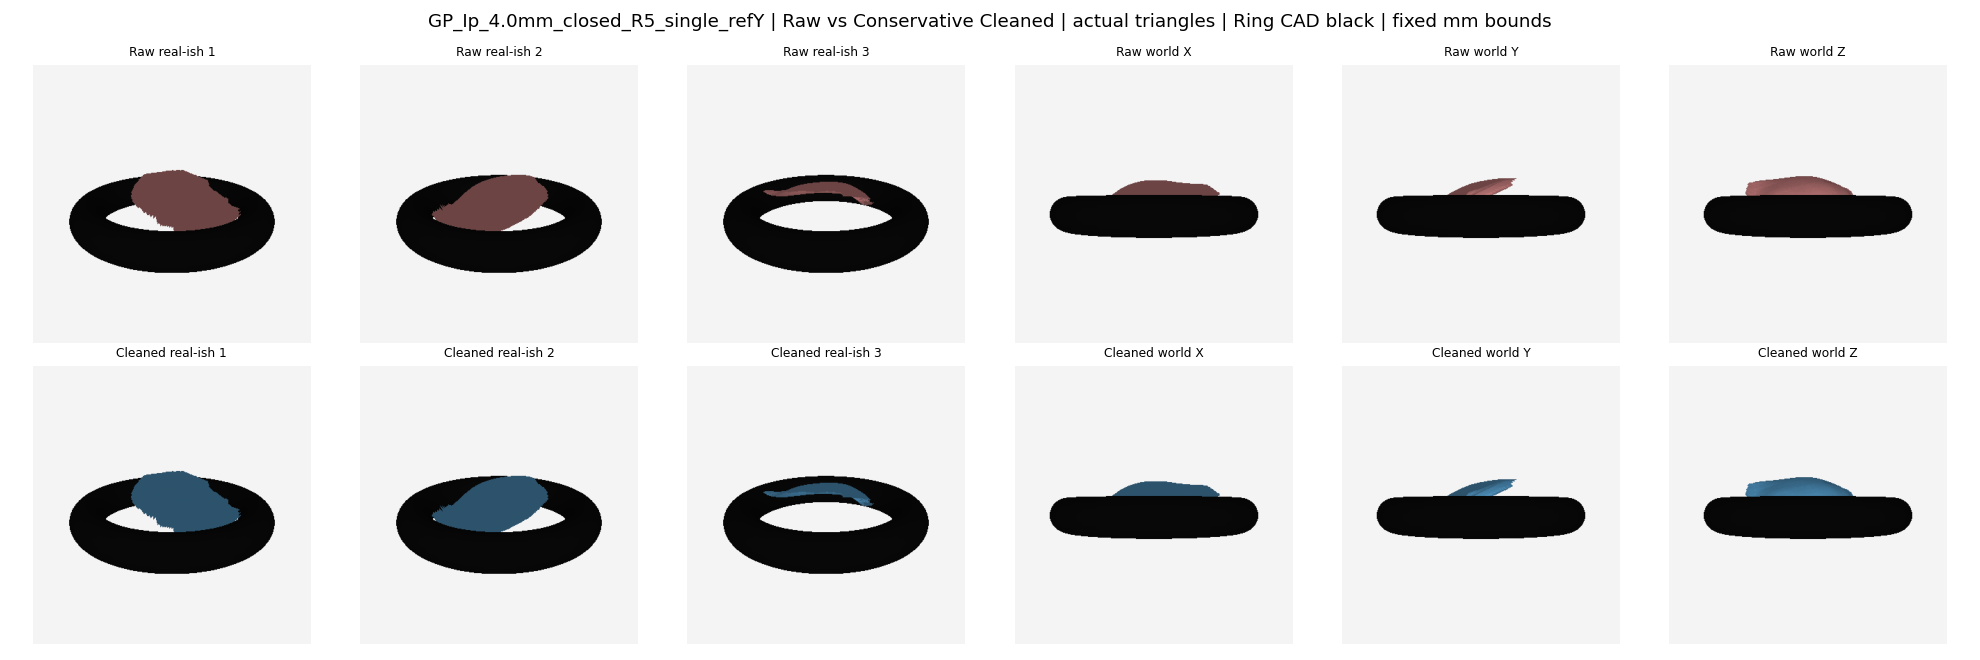 GP_Ip_4.0mm_closed_R5_single_refY | Raw vs Conservative Cleaned | actual triangles | Ring CAD black | fixed mm bounds
Raw real-ish 1
Raw real-ish 2
Raw real-ish 3
Raw world X
Raw world Y
Raw world Z
Cleaned real-ish 1
Cleaned real-ish 2
Cleaned real-ish 3
Cleaned world X
Cleaned world Y
Cleaned world Z